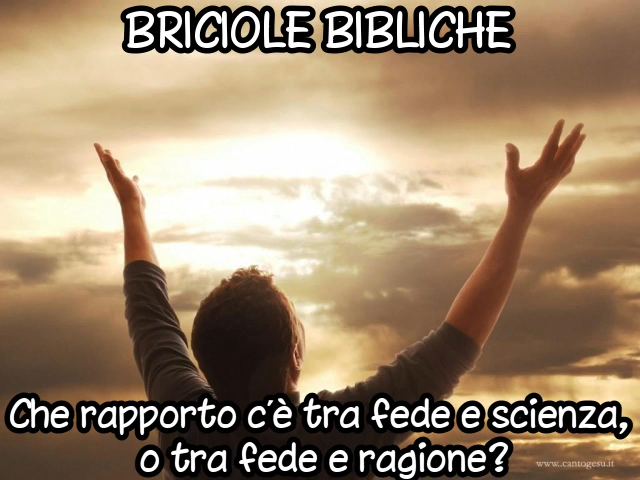 BRICIOLE BIBLICHE
Che rapporto c'è tra fede e scienza,
o tra fede e ragione?
www.cantogesu.it